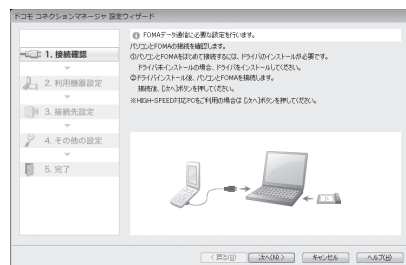 ドコモ コネクションマネージャ 設定ウィザード
1. 接続確認
2. 利用機器設定
3. 接続先設定
4. その他の設定
5. 完了
FOMAデータ通信に必要な設定を行います。
パソコンとFOMAの接続を確認します。
①パソコンとFOMAをはじめて接続するには、ドライバのインストールが必要です。
ドライバ未インストールの場合、ドライバをインストールしてください。
②ドライバインストール後、パソコンとFOMAを接続します。
接続後、[次へ]ボタンを押してください。
※HIGH-SPEED対応PCをご利用の場合は [次へ]ボタンを押してください。
< 戻る(B)
次へ(N) >
キャンセル
ヘルプ(H)